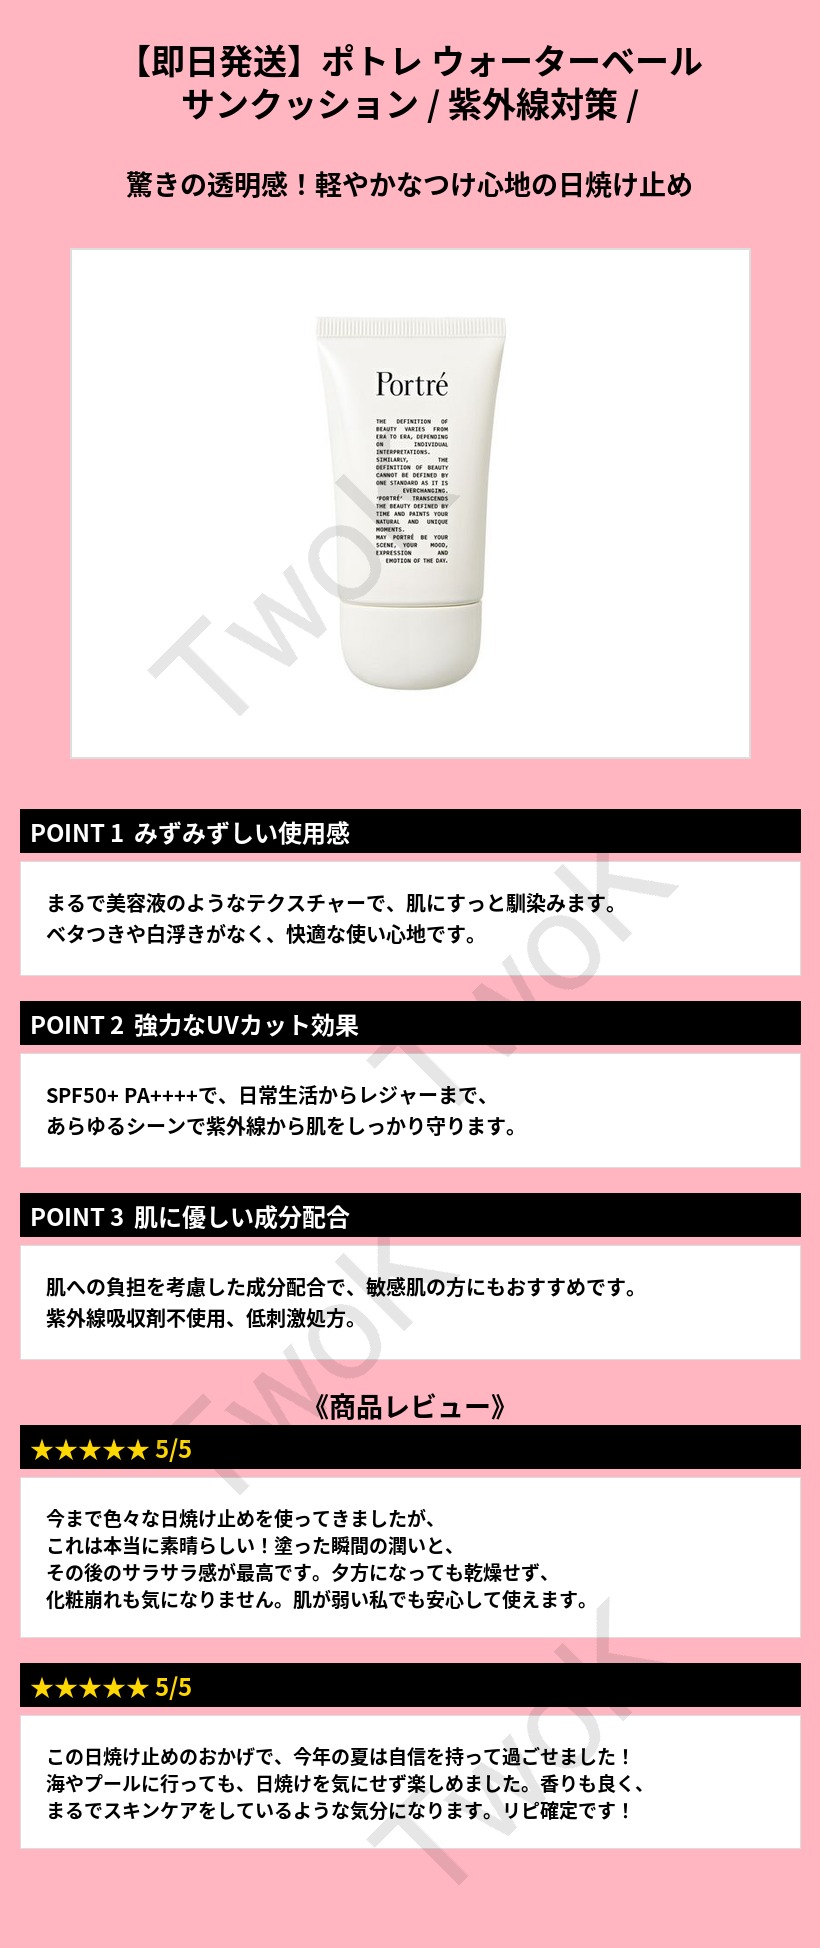 【即日発送】ポトレ ウォーターベール
サンクッション / 紫外線対策 /
驚きの透明感！軽やかなつけ心地の日焼け止め
Portré
THE DEFINITION OF
BEAUTY VARIES FROM
ERA TO ERA, DEPENDING
ON INDIVIDUAL
INTERPRETATIONS.
SIMILARLY, THE
DEFINITION OF BEAUTY
CANNOT BE DEFINED BY
ONE STANDARD AS IT IS
EVERCHANGING.
'PORTRÉ' TRANSCENDS
THE BEAUTY DEFINED BY
TIME AND PAINTS YOUR
NATURAL AND UNIQUE
MOMENTS.
MAY PORTRÉ BE YOUR
SCENE, YOUR MOOD,
EXPRESSION AND
EMOTION OF THE DAY.
TwoK
POINT 1 みずみずしい使用感
まるで美容液のようなテクスチャーで、肌にすっと馴染みます。
ベタつきや白浮きがなく、快適な使い心地です。
TwoK
POINT 2 強力なUVカット効果
SPF50+ PA++++で、日常生活からレジャーまで、
あらゆるシーンで紫外線から肌をしっかり守ります。
POINT 3 肌に優しい成分配合
肌への負担を考慮した成分配合で、敏感肌の方にもおすすめです。
紫外線吸収剤不使用、低刺激処方。
TwoK
《商品レビュー》
★★★★★ 5/5
今まで色々な日焼け止めを使ってきましたが、
これは本当に素晴らしい！塗った瞬間の潤いと、
その後のサラサラ感が最高です。夕方になっても乾燥せず、
化粧崩れも気になりません。肌が弱い私でも安心して使えます。
★★★★★ 5/5
この日焼け止めのおかげで、今年の夏は自信を持って過ごせました！
海やプールに行っても、日焼けを気にせず楽しめました。香りも良く、
まるでスキンケアをしているような気分になります。リピ確定です！
TwoK